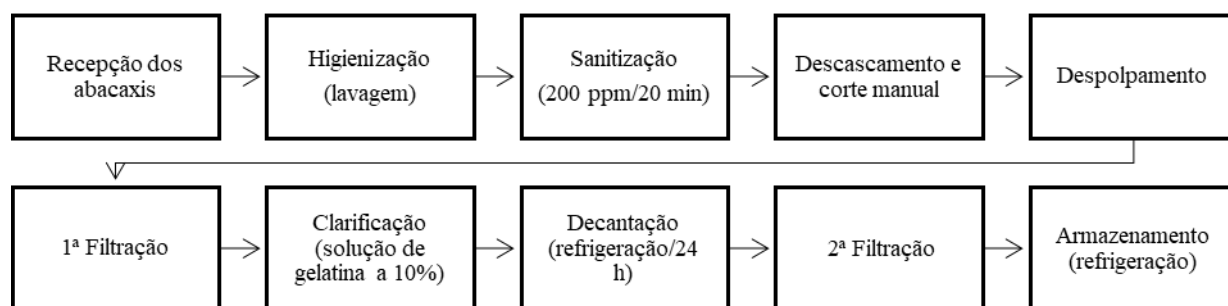 Recepção dos
abacaxis
Higienização
(lavagem)
Sanitização
(200 ppm/20 min)
Descascamento e
corte manual
Despolpamento
1ª Filtração
Clarificação
(solução de
gelatina a 10%)
Decantação
(refrigeração/24
h)
2ª Filtração
Armazenamento
(refrigeração)